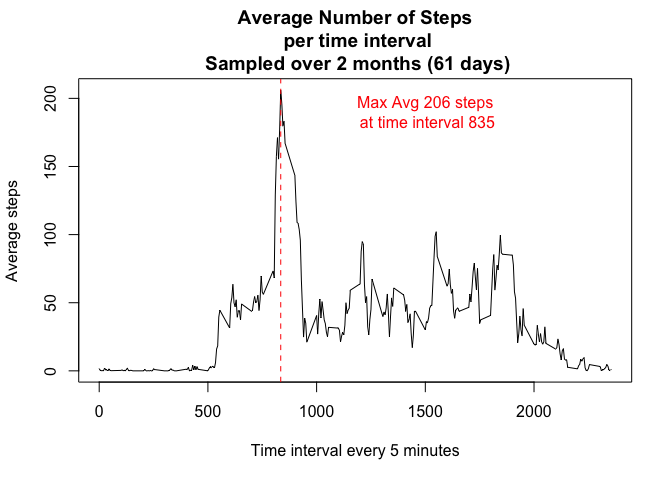 Average Number of Steps
per time interval
Sampled over 2 months (61 days)
Max Avg 206 steps
at time interval 835
Average steps
200
150
100
50
0
0 500 1000 1500 2000
Time interval every 5 minutes